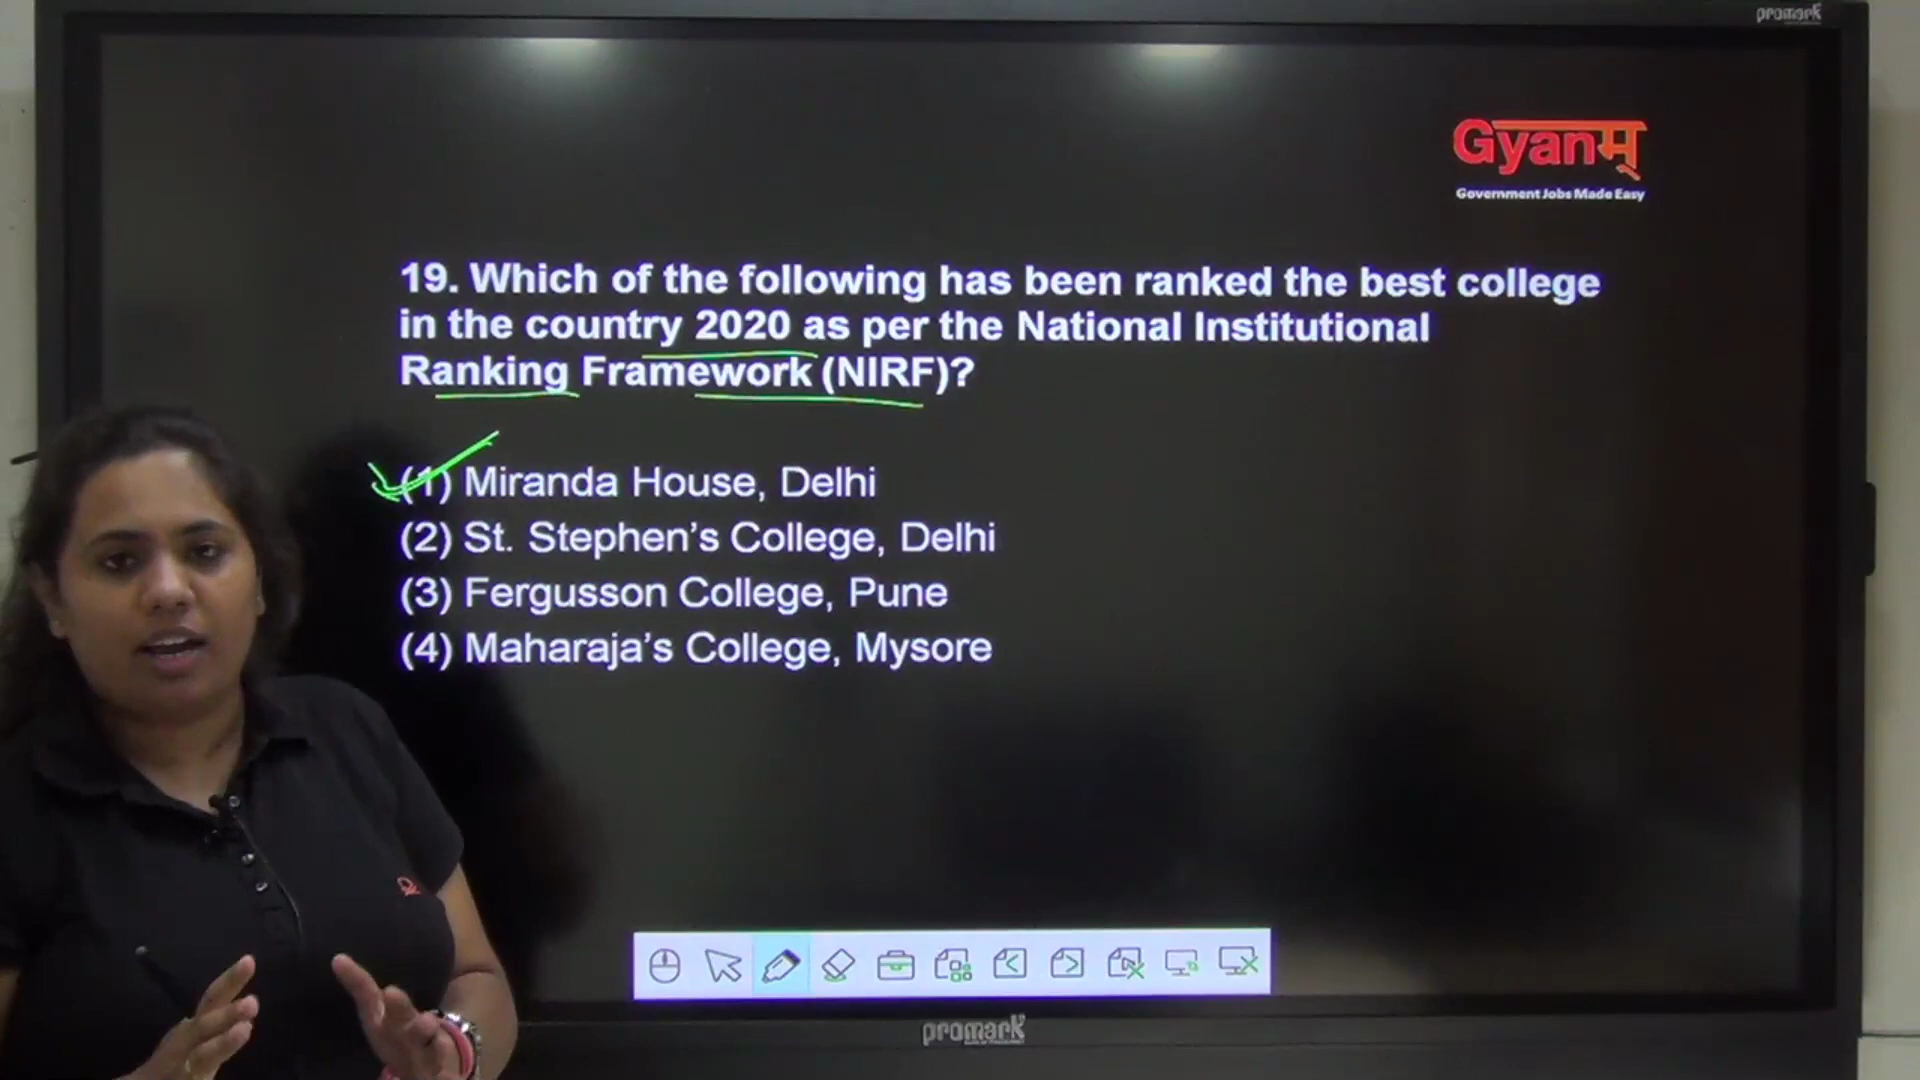 promark
Gyanम्
Government Jobs Made Easy
19. Which of the following has been ranked the best college
in the country 2020 as per the National Institutional
Ranking Framework (NIRF)?
(1) Miranda House, Delhi
(2) St. Stephen’s College, Delhi
(3) Fergusson College, Pune
(4) Maharaja’s College, Mysore
promark